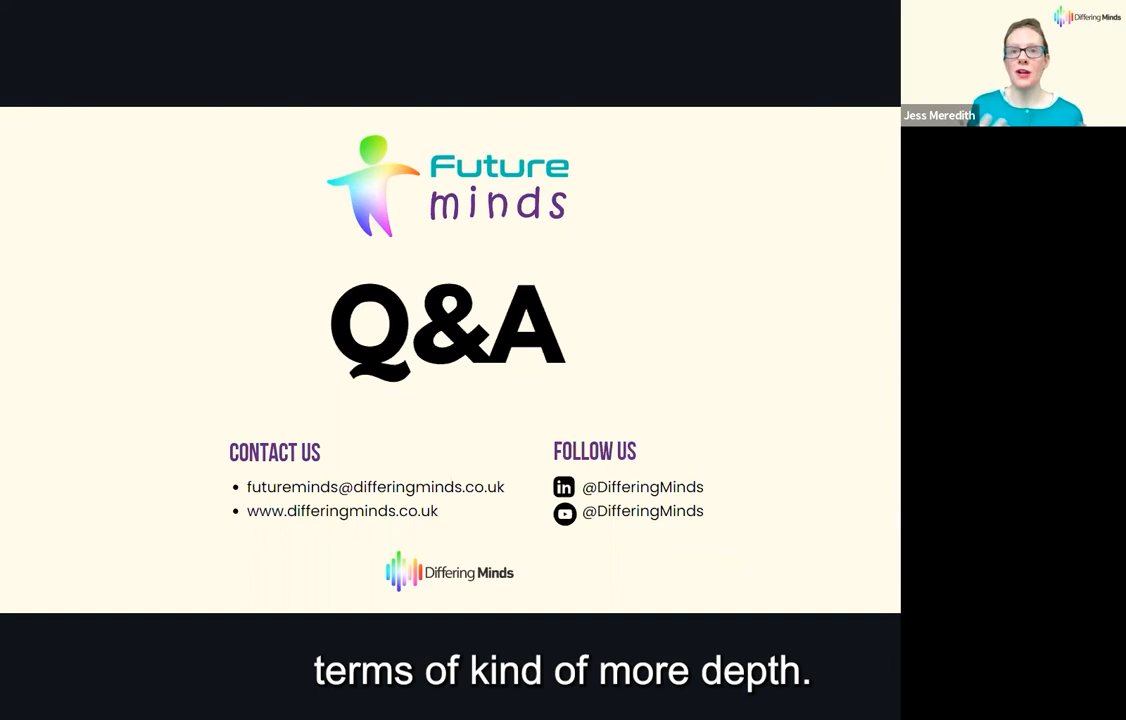 Differing Minds
Jess Meredith
Future
minds
Q&A
CONTACT US
• futureminds@differingminds.co.uk
• www.differingminds.co.uk
FOLLOW US
in @DifferingMinds
@DifferingMinds
Differing Minds
terms of kind of more depth.